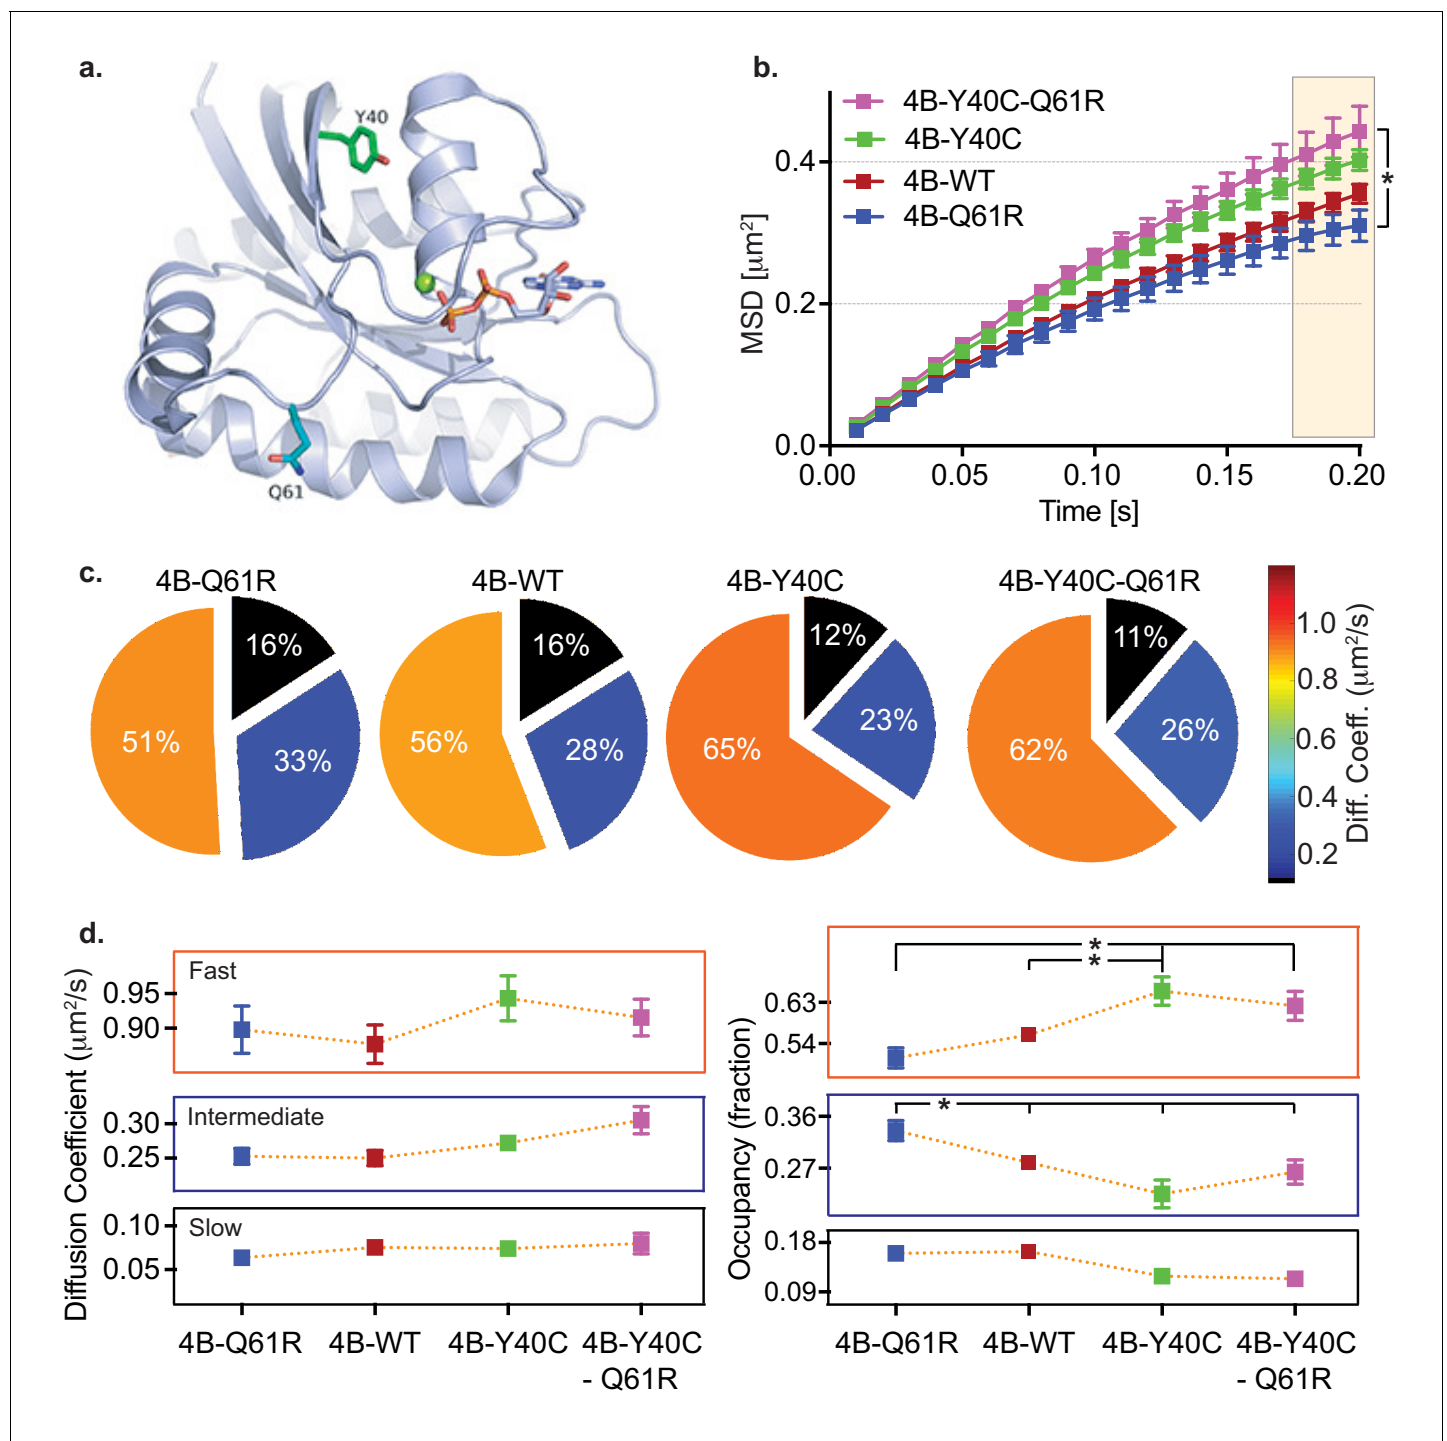 a.
Y40
Q61
b.
4B-Y40C-Q61R
4B-Y40C
4B-WT
4B-Q61R
MSD [μm²]
0.4
0.2
0.0
*
0.00 0.05 0.10 0.15 0.20
Time [s]
c.
4B-Q61R
16%
51%
33%
4B-WT
16%
56%
28%
4B-Y40C
12%
65%
23%
4B-Y40C-Q61R
11%
62%
26%
1.0
0.8
0.6
0.4
0.2
Diff. Coeff. (μm²/s)
d.
Diffusion Coefficient (μm²/s)
Fast
0.95
0.90
Intermediate
0.30
0.25
Slow
0.10
0.05
4B-Q61R 4B-WT 4B-Y40C 4B-Y40C
- Q61R
Occupancy (fraction)
*
*
0.63
0.54
*
0.36
0.27
0.18
0.09
4B-Q61R 4B-WT 4B-Y40C 4B-Y40C
- Q61R